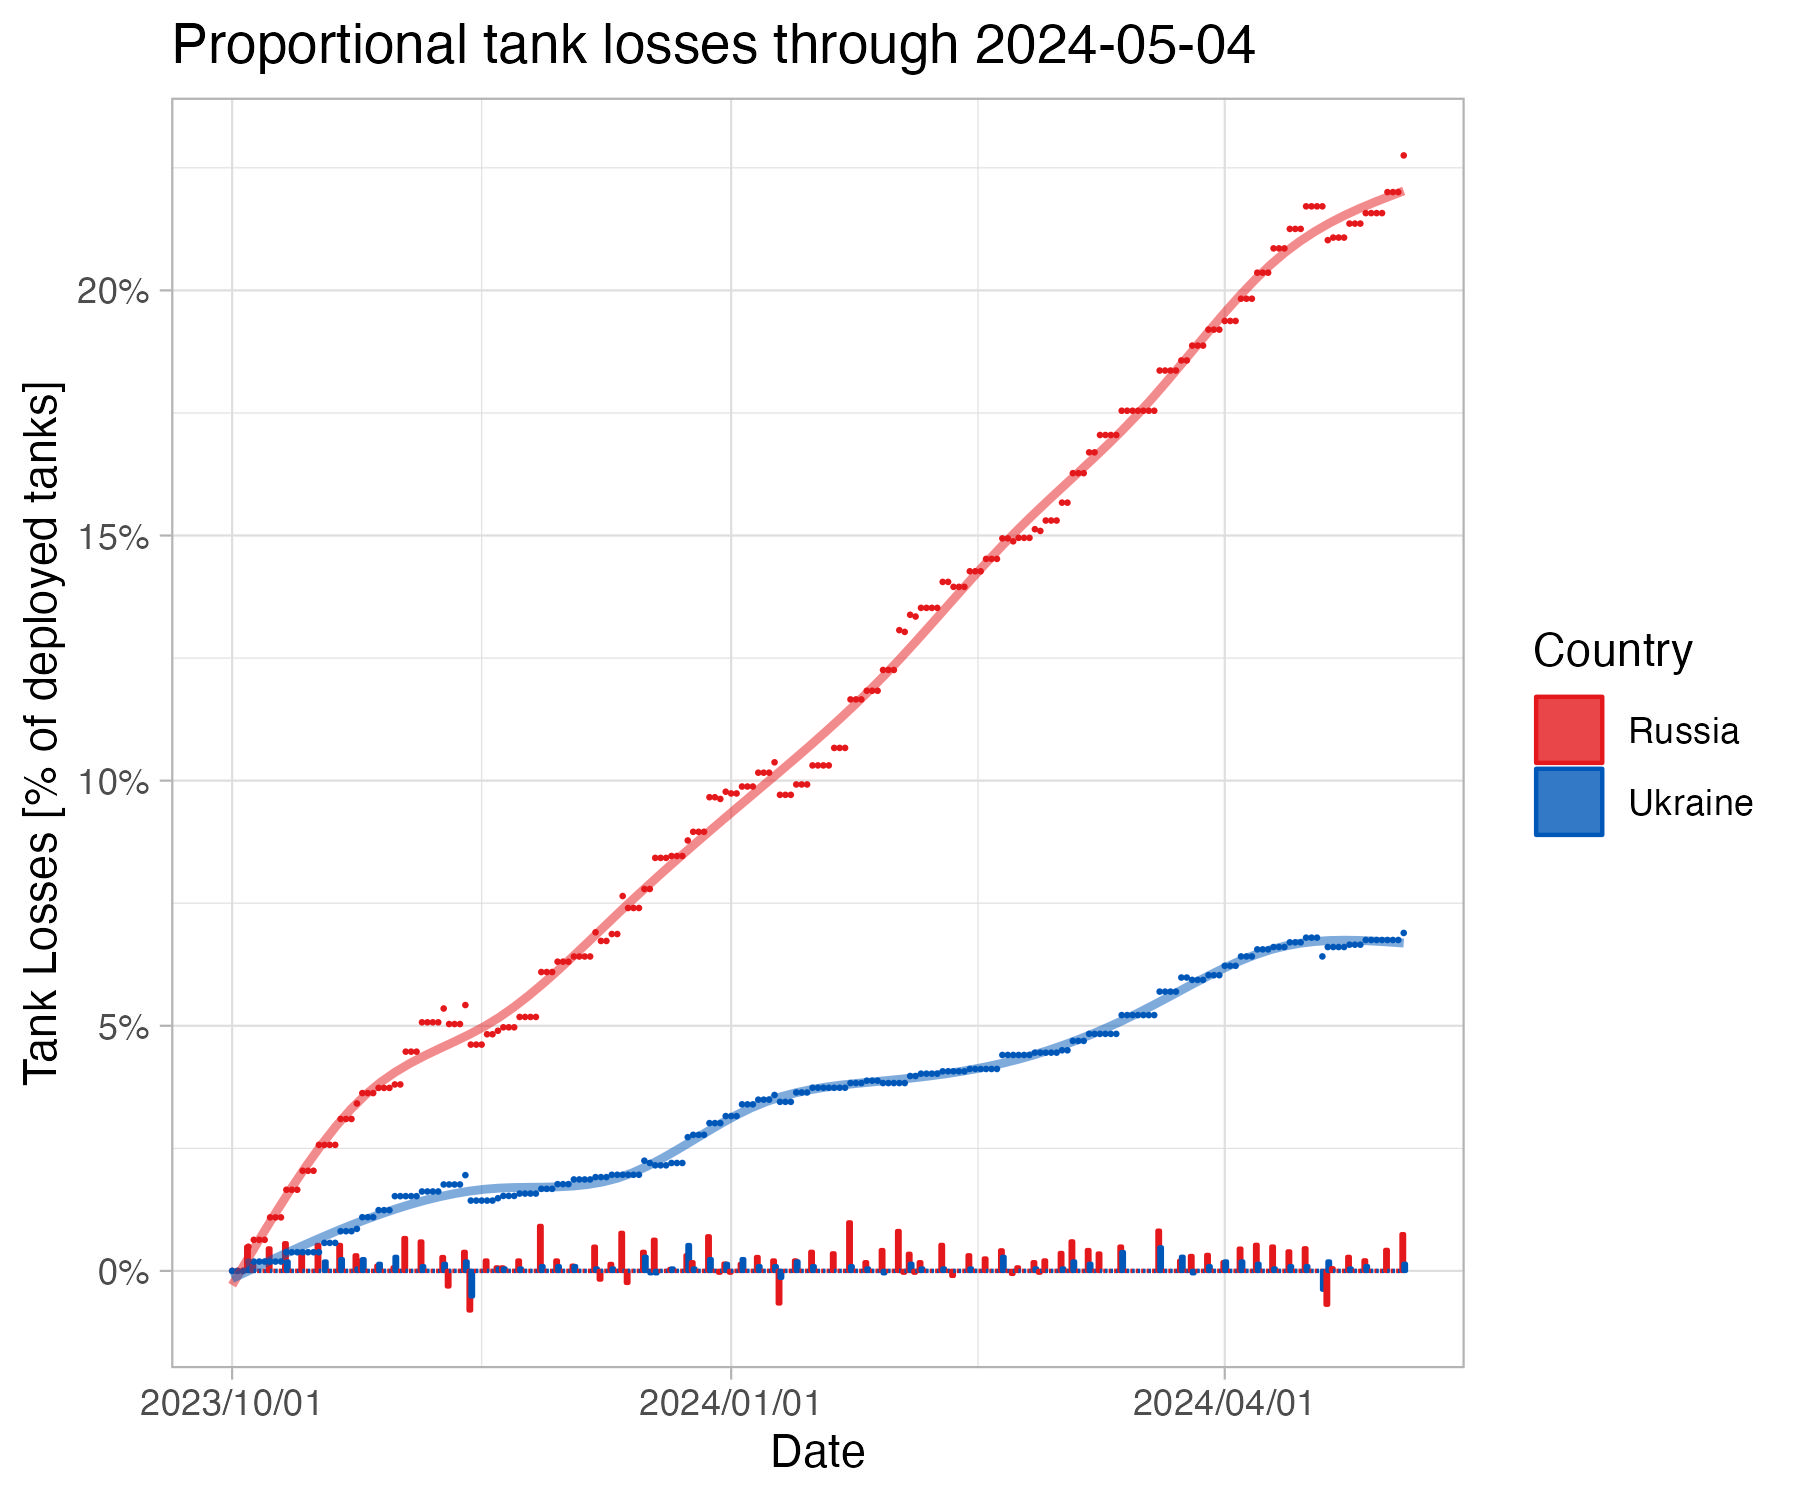 Proportional tank losses through 2024-05-04
Tank Losses [% of deployed tanks]
20%
15%
10%
5%
0%
2023/10/01
2024/01/01
2024/04/01
Date
Country
Russia
Ukraine